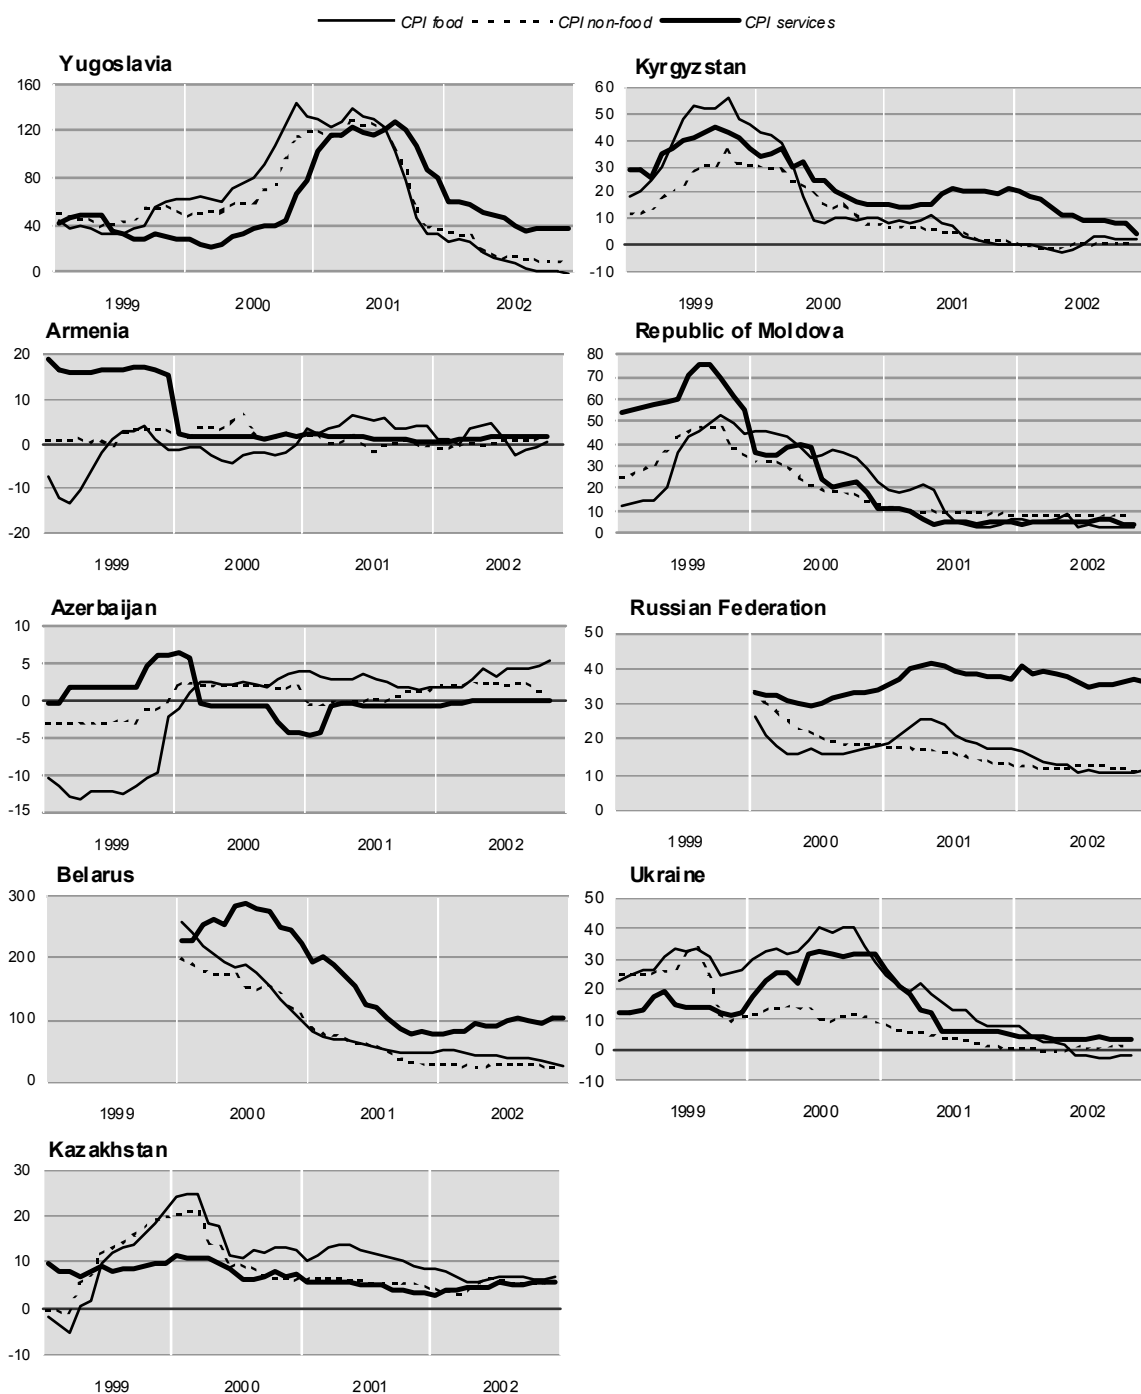 CPI food CPI non-food CPI services
Yugoslavia
160
120
80
40
0
1999 2000 2001 2002
Kyrgyzstan
60
50
40
30
20
10
0
-10
1999 2000 2001 2002
Armenia
20
10
0
-10
-20
1999 2000 2001 2002
Republic of Moldova
80
70
60
50
40
30
20
10
0
1999 2000 2001 2002
Azerbaijan
10
5
0
-5
-10
-15
1999 2000 2001 2002
Russian Federation
50
40
30
20
10
0
1999 2000 2001 2002
Belarus
300
200
100
0
1999 2000 2001 2002
Ukraine
50
40
30
20
10
0
-10
1999 2000 2001 2002
Kazakhstan
30
20
10
0
-10
1999 2000 2001 2002